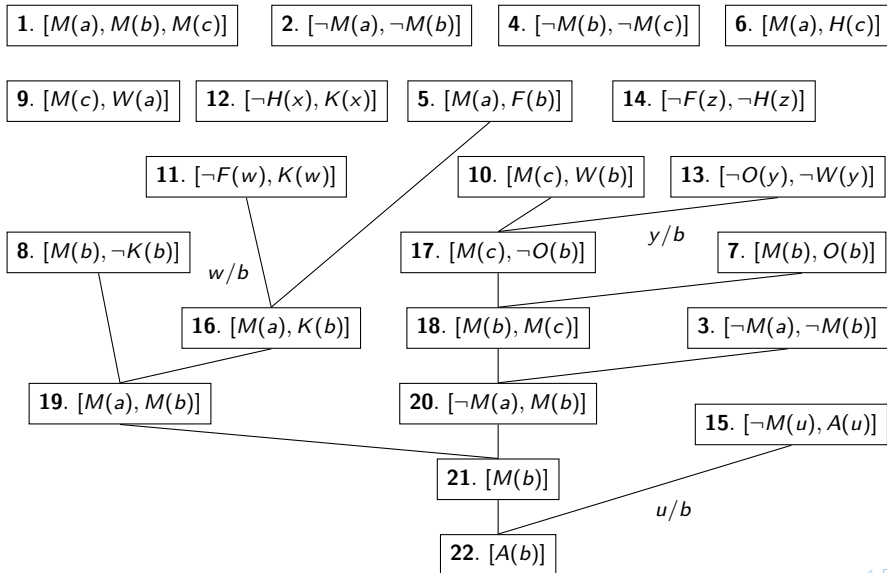 1. [M(a), M(b), M(c)] 2. [¬M(a), ¬M(b)] 4. [¬M(b), ¬M(c)] 6. [M(a), H(c)]
9. [M(c), W(a)] 12. [¬H(x), K(x)] 5. [M(a), F(b)] 14. [¬F(z), ¬H(z)]
11. [¬F(w), K(w)] 10. [M(c), W(b)] 13. [¬O(y), ¬W(y)]
y/b
8. [M(b), ¬K(b)] 17. [M(c), ¬O(b)] 7. [M(b), O(b)]
w/b
16. [M(a), K(b)] 18. [M(b), M(c)] 3. [¬M(a), ¬M(b)]
19. [M(a), M(b)] 20. [¬M(a), M(b)]
15. [¬M(u), A(u)]
21. [M(b)]
u/b
22. [A(b)]